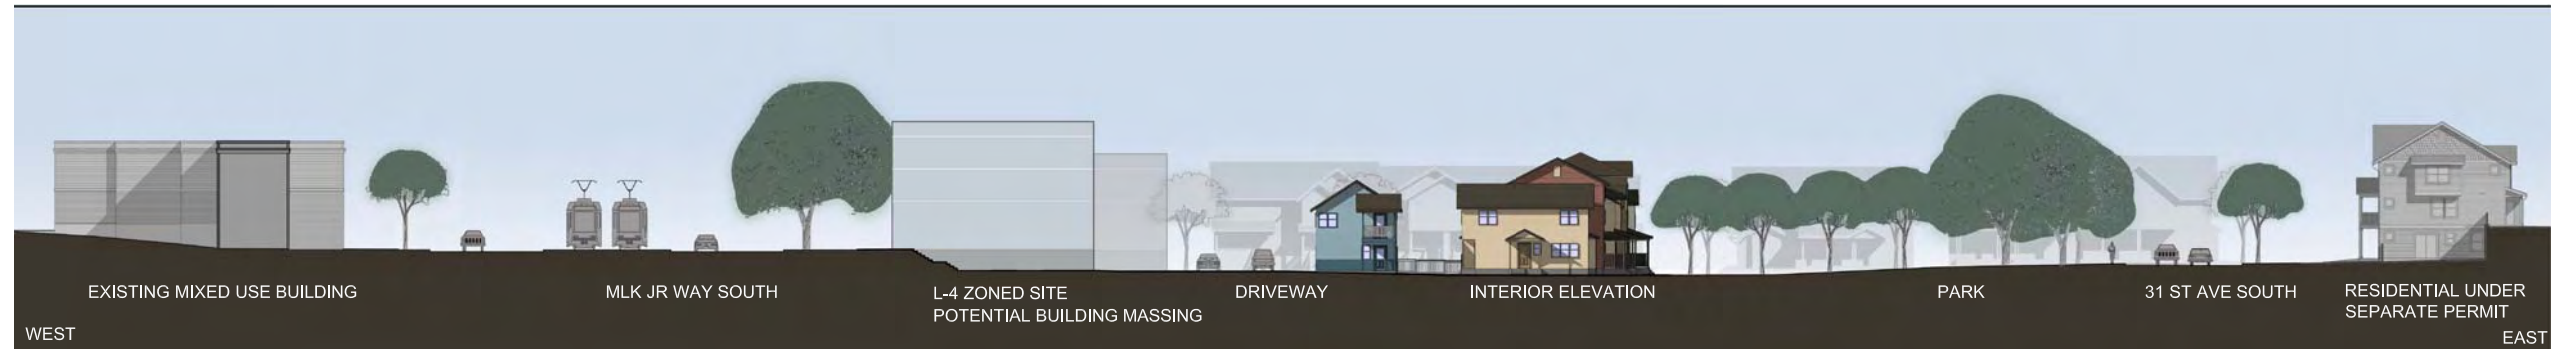 EXISTING MIXED USE BUILDING
MLK JR WAY SOUTH
L-4 ZONED SITE
POTENTIAL BUILDING MASSING
DRIVEWAY
INTERIOR ELEVATION
PARK
31 ST AVE SOUTH
RESIDENTIAL UNDER
SEPARATE PERMIT
WEST
EAST